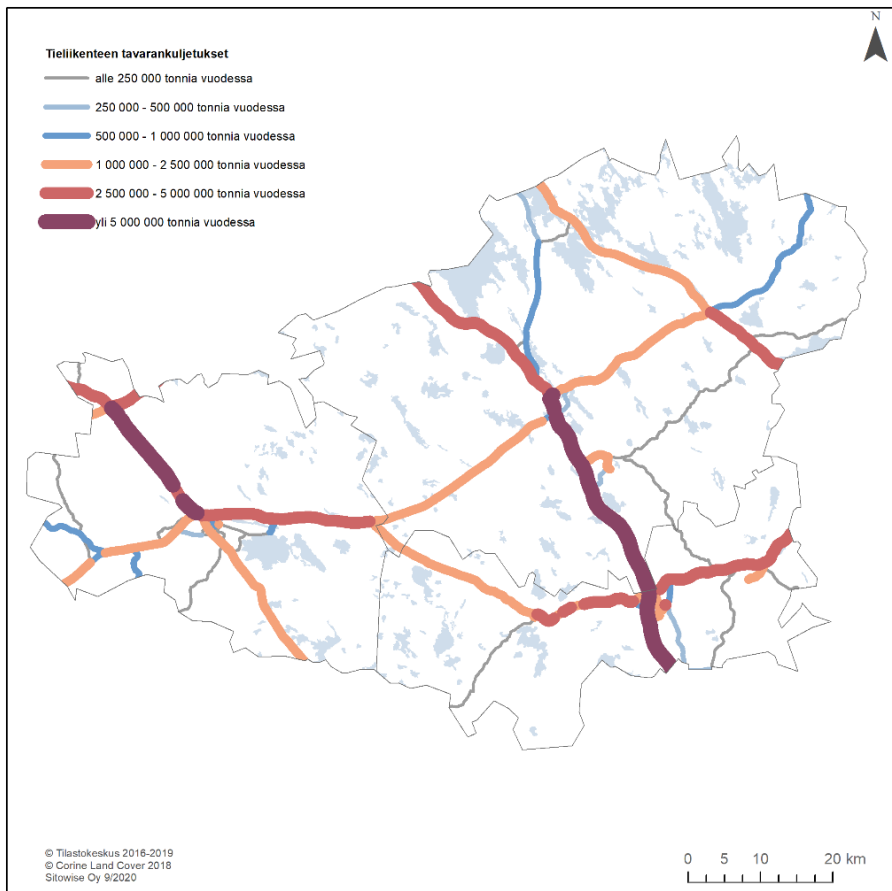 N
Tieliikenteen tavarankuljetukset
alle 250 000 tonnia vuodessa
250 000 - 500 000 tonnia vuodessa
500 000 - 1 000 000 tonnia vuodessa
1 000 000 - 2 500 000 tonnia vuodessa
2 500 000 - 5 000 000 tonnia vuodessa
yli 5 000 000 tonnia vuodessa
© Tilastokeskus 2016-2019
© Corine Land Cover 2018
Sitowise Oy 9/2020
0 5 10 20 km